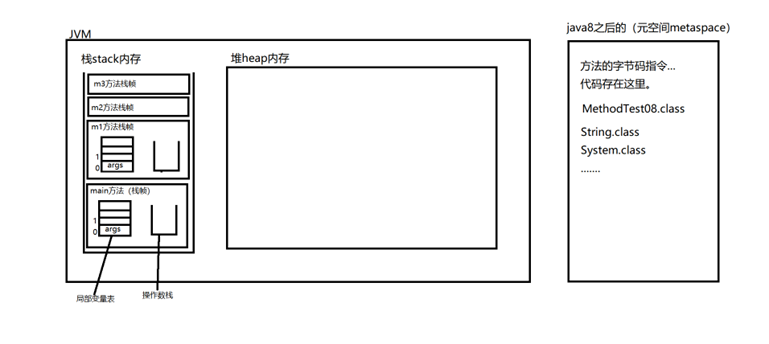 JVM
栈stack内存
m3方法栈帧
m2方法栈帧
m1方法栈帧
1
0
args
main方法（栈帧）
1
0
args
局部变量表
操作数栈
堆heap内存
java8之后的（元空间metaspace）
方法的字节码指令...
代码存在这里。
MethodTest08.class
String.class
System.class
.......